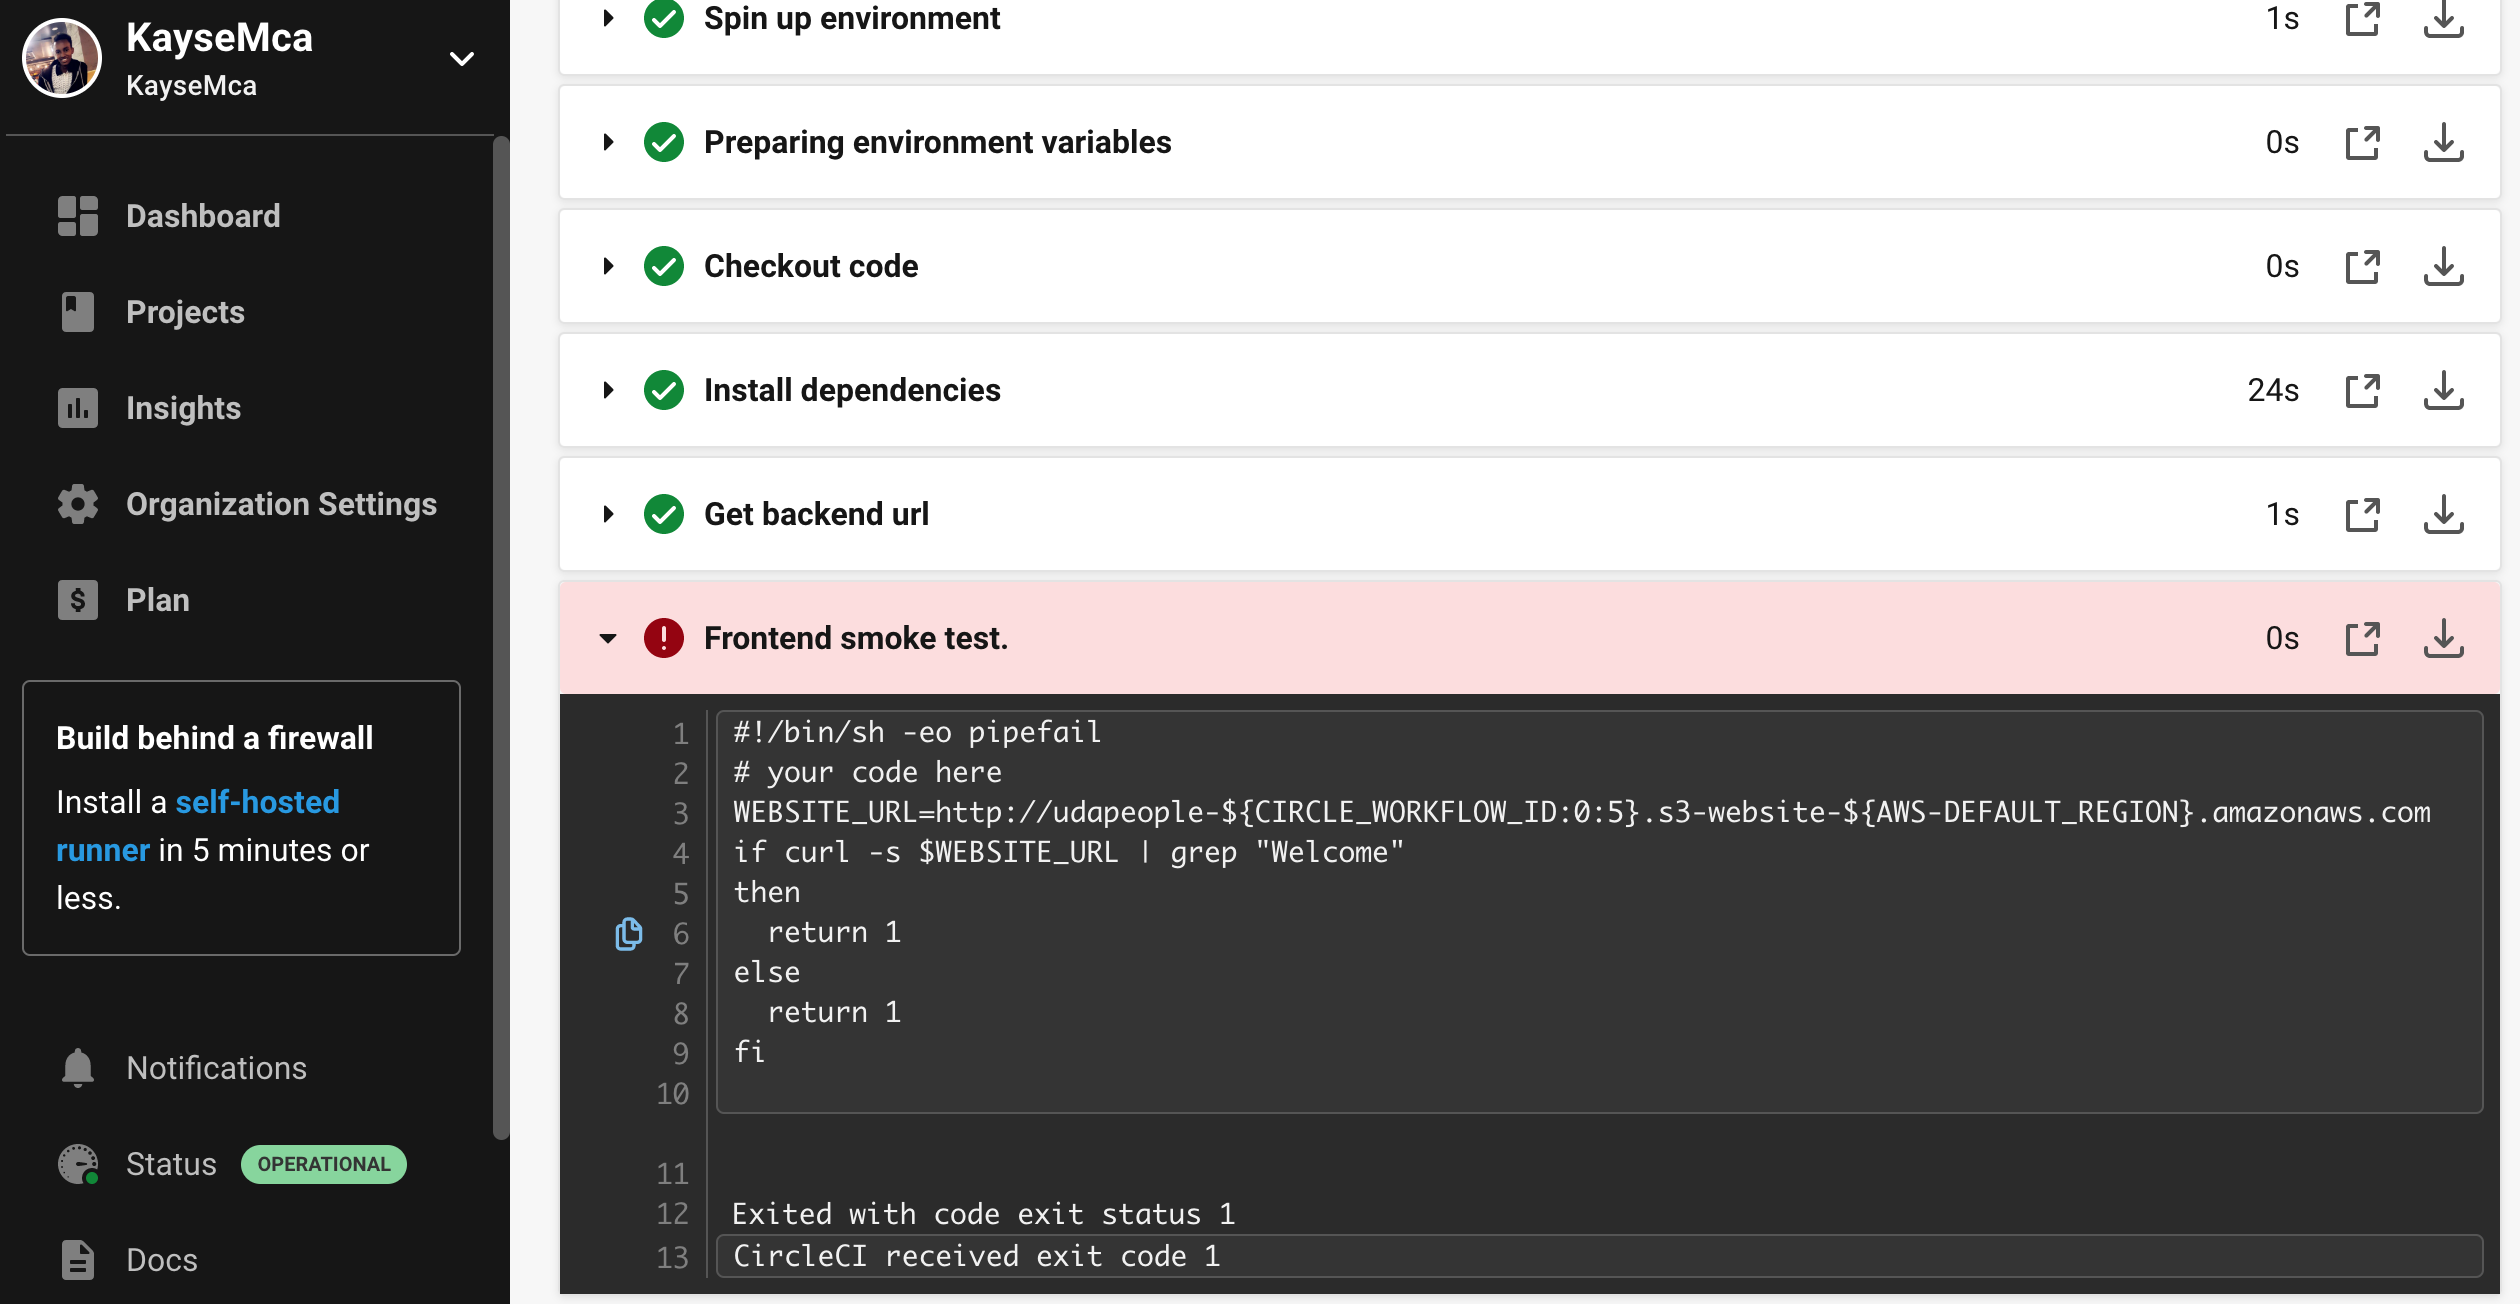 KayseMca
KayseMca
Dashboard
Projects
Insights
Organization Settings
Plan
Build behind a firewall
Install a self-hosted
runner in 5 minutes or
less.
Notifications
Status OPERATIONAL
Docs
Spin up environment 1s
Preparing environment variables 0s
Checkout code 0s
Install dependencies 24s
Get backend url 1s
Frontend smoke test. 0s
1 #!/bin/sh -eo pipefail
2 # your code here
3 WEBSITE_URL=http://udapeople-${CIRCLE_WORKFLOW_ID:0:5}.s3-website-${AWS-DEFAULT_REGION}.amazonaws.com
4 if curl -s $WEBSITE_URL | grep "Welcome"
5 then
6 return 1
7 else
8 return 1
9 fi
10
11
12 Exited with code exit status 1
13 CircleCI received exit code 1